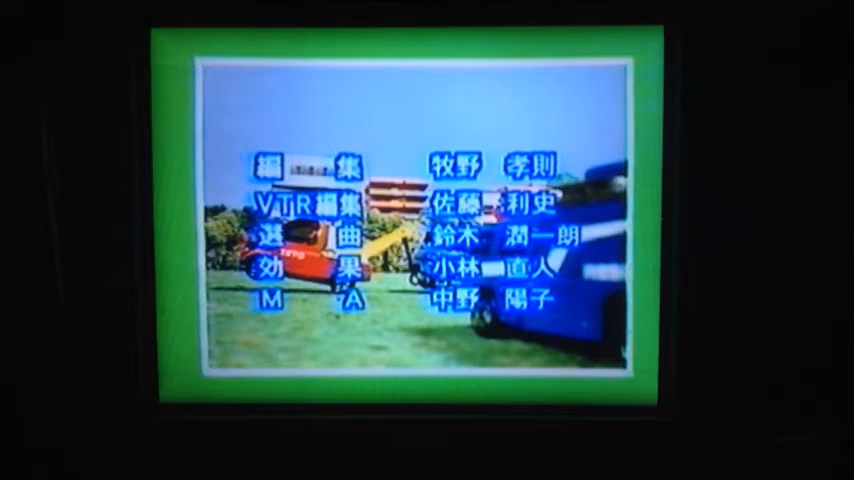 編集 牧野 孝則
VTR編集 佐藤 利史
選曲 鈴木 潤一朗
効果 小林 直人
MA 中野 陽子